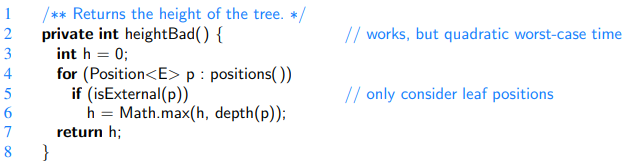 1 /** Returns the height of the tree. */
2 private int heightBad() { // works, but quadratic worst-case time
3 int h = 0;
4 for (Position<E> p : positions())
5 if (isExternal(p)) // only consider leaf positions
6 h = Math.max(h, depth(p));
7 return h;
8 }